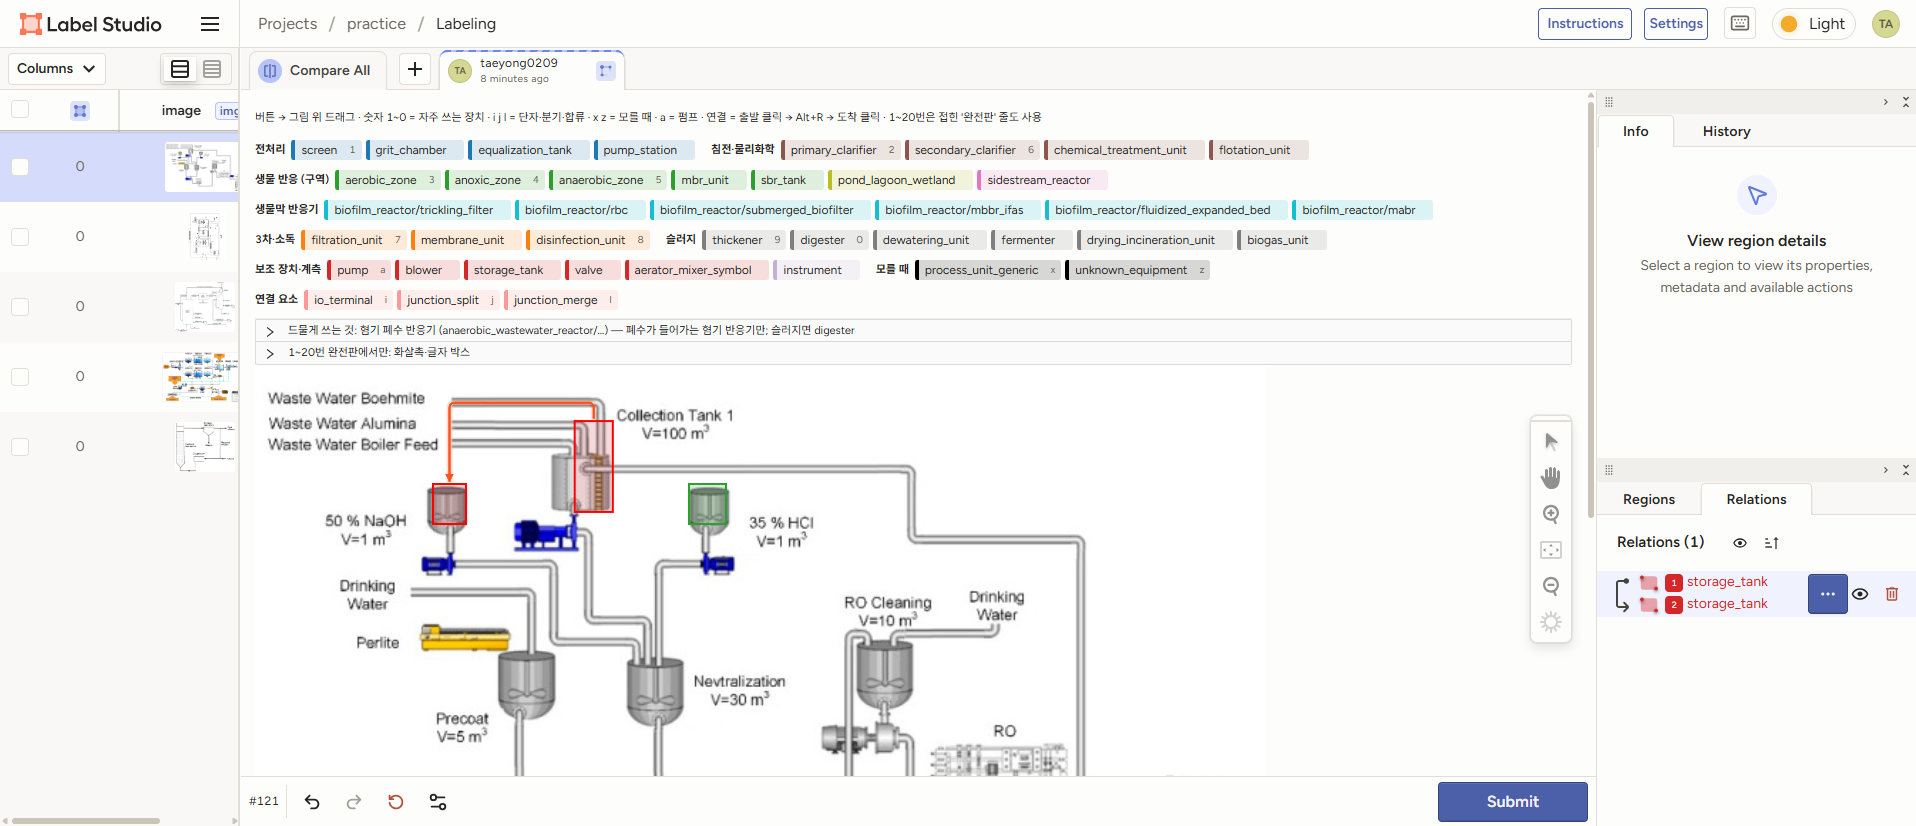 Label Studio
Projects / practice / Labeling
Instructions
Settings
Light
TA
Columns
Compare All
+
TA
taeyong0209
8 minutes ago
image
img
0
0
0
0
0
버튼 → 그림 위 드래그 · 숫자 1~0 = 자주 쓰는 장치 · i j l = 단자·분기·합류 · x z = 모를 때 · a = 펌프 · 연결 = 출발 클릭 → Alt+R → 도착 클릭 · 1~20번은 접힌 '완전판' 줄도 사용
전처리 screen 1 grit_chamber equalization_tank pump_station 침전·물리화학 primary_clarifier 2 secondary_clarifier 6 chemical_treatment_unit flotation_unit
생물 반응 (구역) aerobic_zone 3 anoxic_zone 4 anaerobic_zone 5 mbr_unit sbr_tank pond_lagoon_wetland sidestream_reactor
생물막 반응기 biofilm_reactor/trickling_filter biofilm_reactor/rbc biofilm_reactor/submerged_biofilter biofilm_reactor/mbbr_ifas biofilm_reactor/fluidized_expanded_bed biofilm_reactor/mabr
3차·소독 filtration_unit 7 membrane_unit disinfection_unit 8 슬러지 thickener 9 digester 0 dewatering_unit fermenter drying_incineration_unit biogas_unit
보조 장치·계측 pump a blower storage_tank valve aerator_mixer_symbol instrument 모를 때 process_unit_generic x unknown_equipment z
연결 요소 io_terminal i junction_split j junction_merge l
드물게 쓰는 것: 혐기 폐수 반응기 (anaerobic_wastewater_reactor/...) — 폐수가 들어가는 혐기 반응기만; 슬러지면 digester
1~20번 완전판에서만: 화살촉·글자 박스
Waste Water Boehmite
Waste Water Alumina
Waste Water Boiler Feed
Collection Tank 1
V=100 m³
50 % NaOH
V=1 m³
35 % HCl
V=1 m³
Drinking
Water
Perlite
Precoat
V=5 m³
Nevtralization
V=30 m³
RO Cleaning
V=10 m³
Drinking
Water
RO
#121
Submit
Info
History
View region details
Select a region to view its properties,
metadata and available actions
Regions
Relations
Relations (1)
1 storage_tank
2 storage_tank